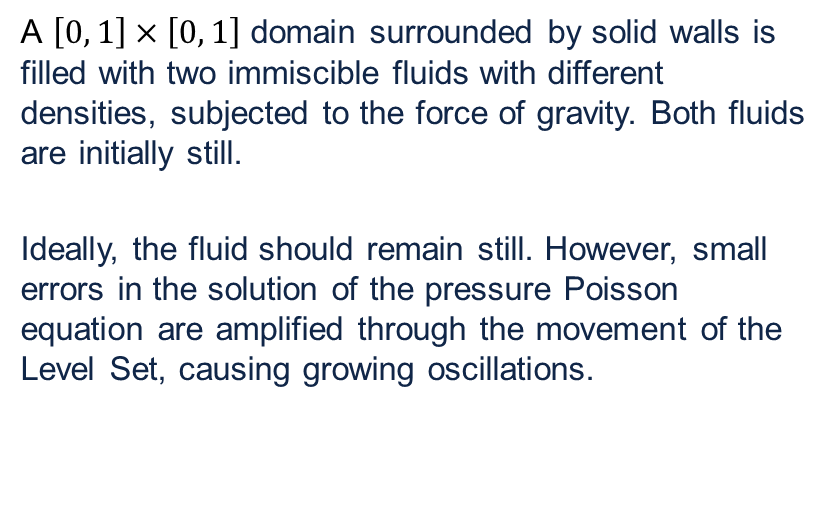 A [0, 1] × [0, 1] domain surrounded by solid walls is
filled with two immiscible fluids with different
densities, subjected to the force of gravity. Both fluids
are initially still.
Ideally, the fluid should remain still. However, small
errors in the solution of the pressure Poisson
equation are amplified through the movement of the
Level Set, causing growing oscillations.